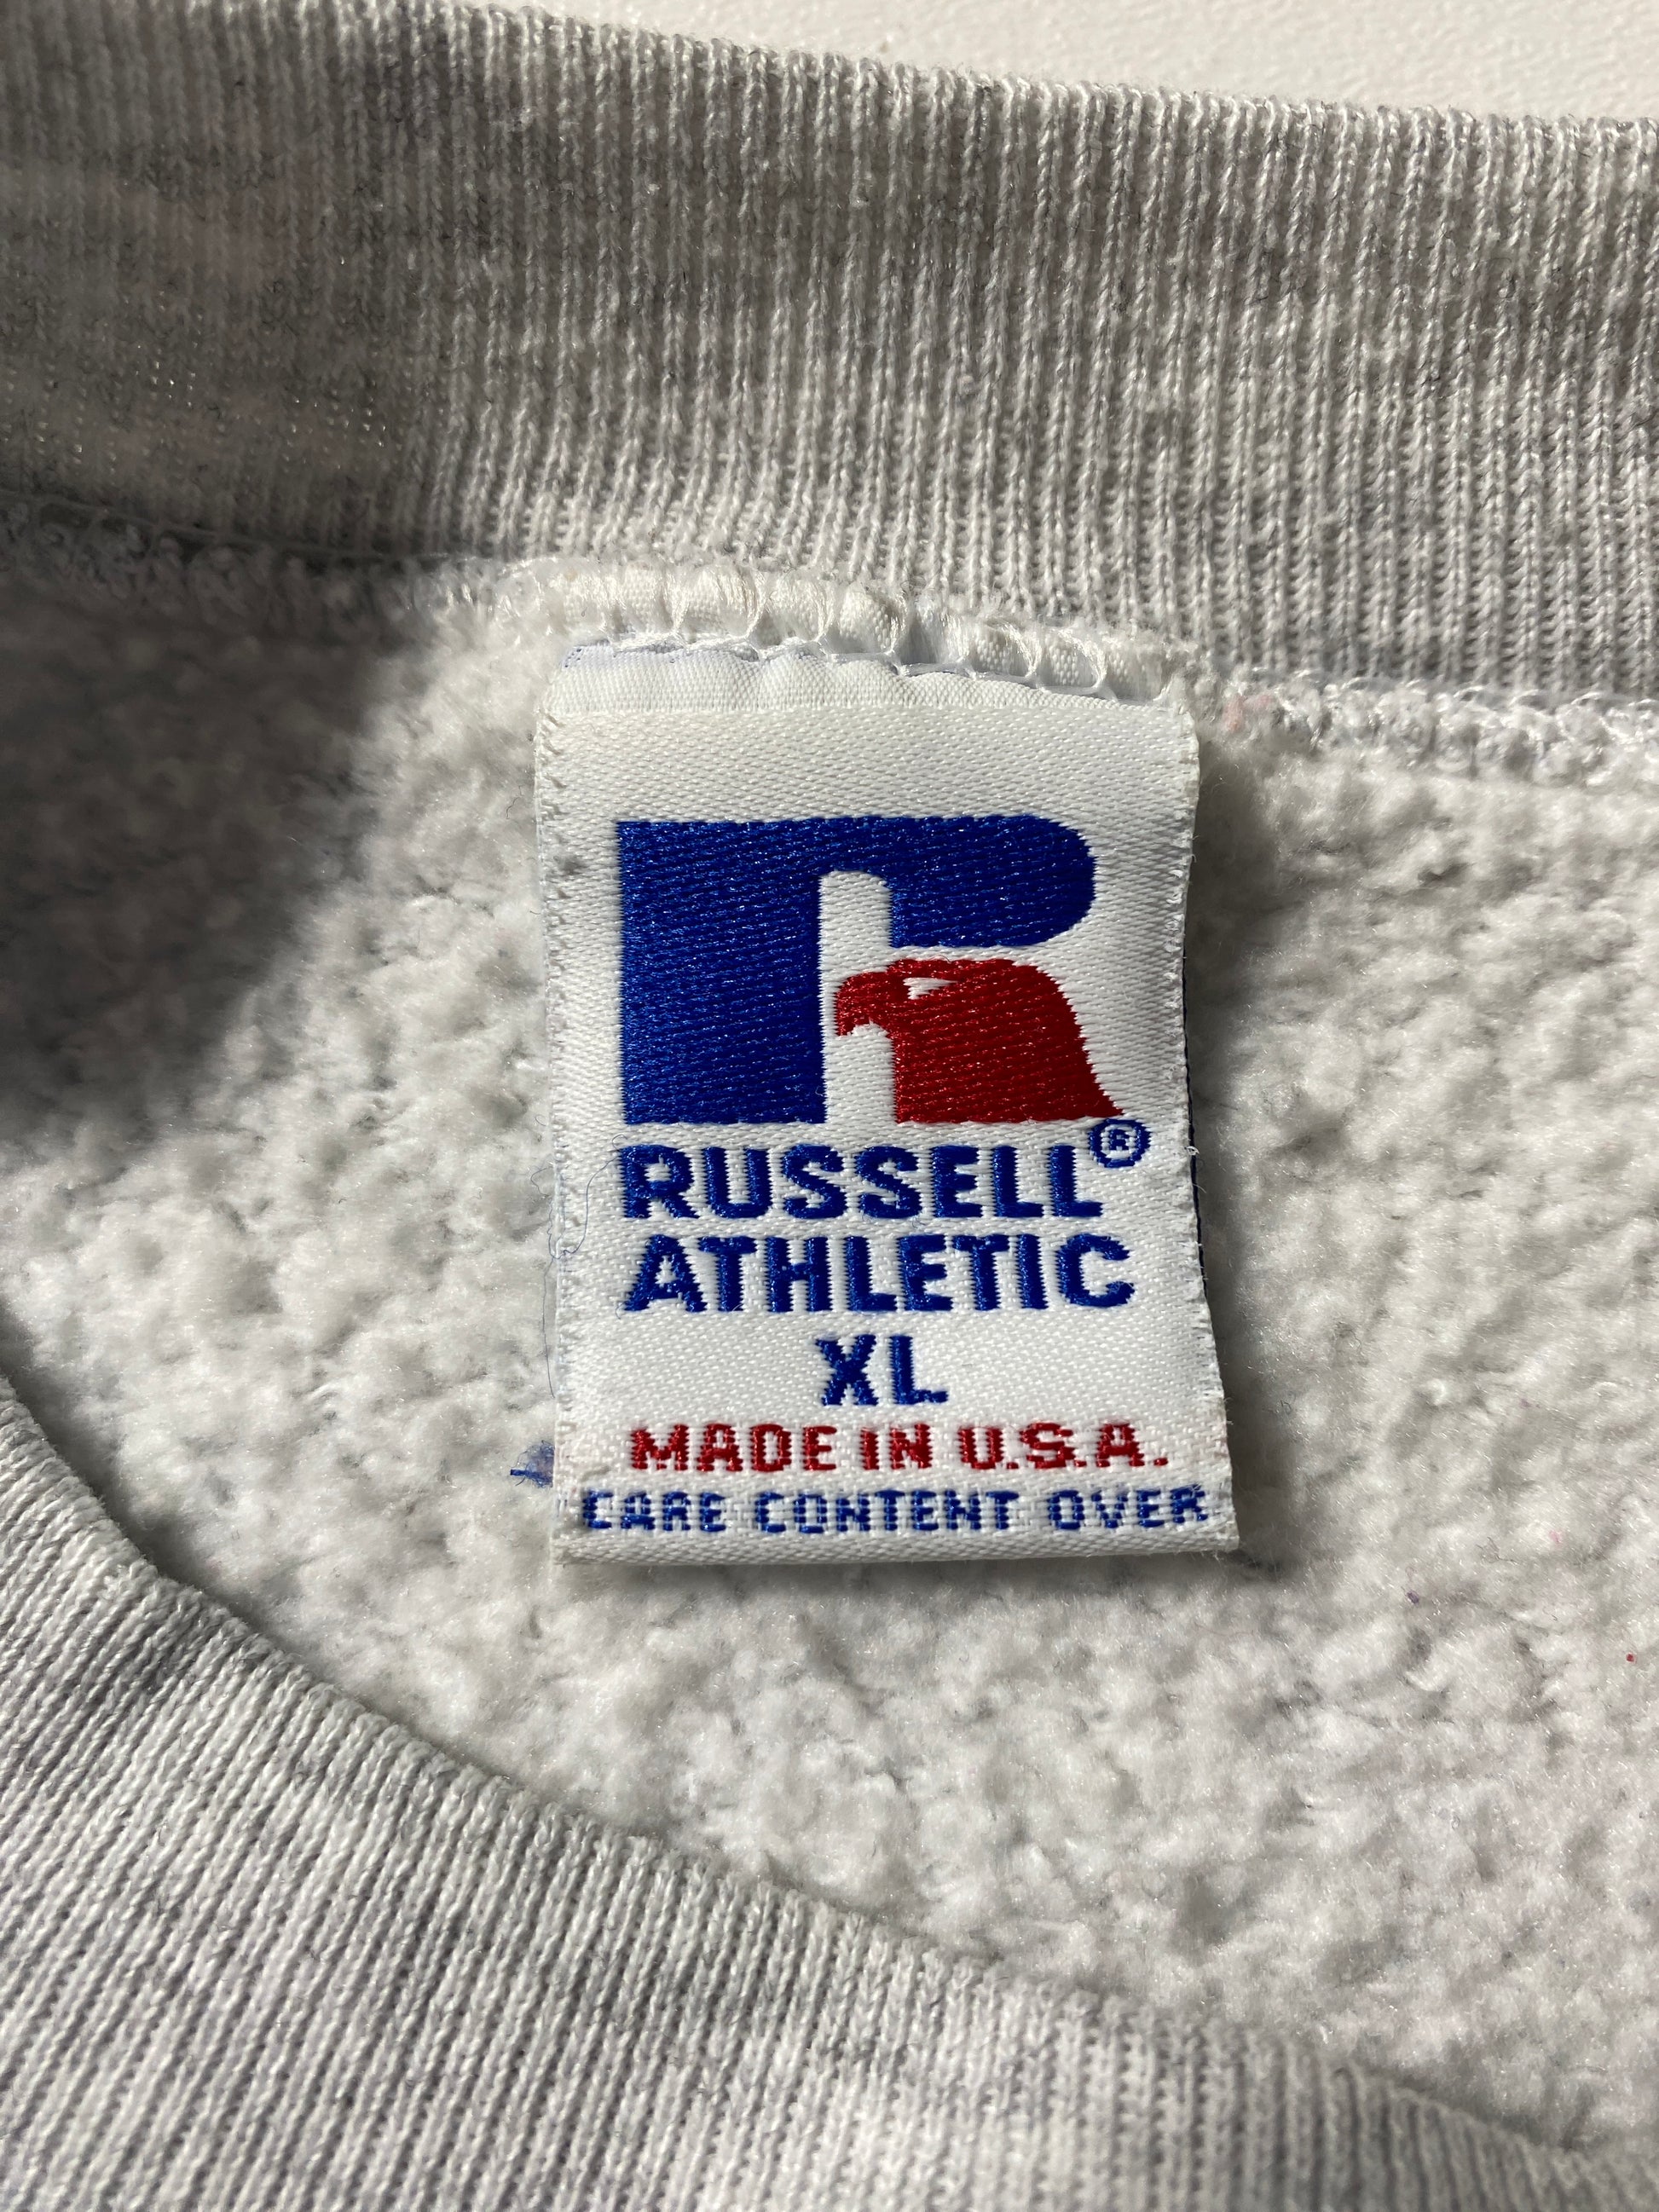 RUSSELL®
ATHLETIC
XL
MADE IN U.S.A.
CARE CONTENT OVER